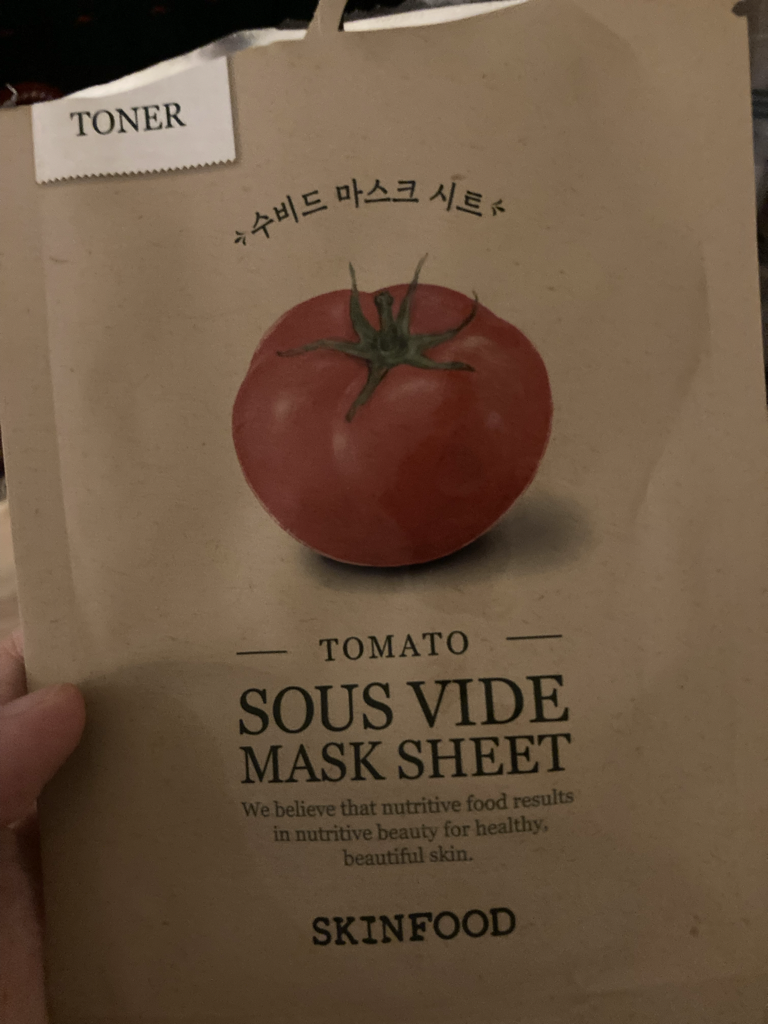 TONER
수비드 마스크 시트
TOMATO
SOUS VIDE
MASK SHEET
We believe that nutritive food results
in nutritive beauty for healthy,
beautiful skin.
SKINFOOD